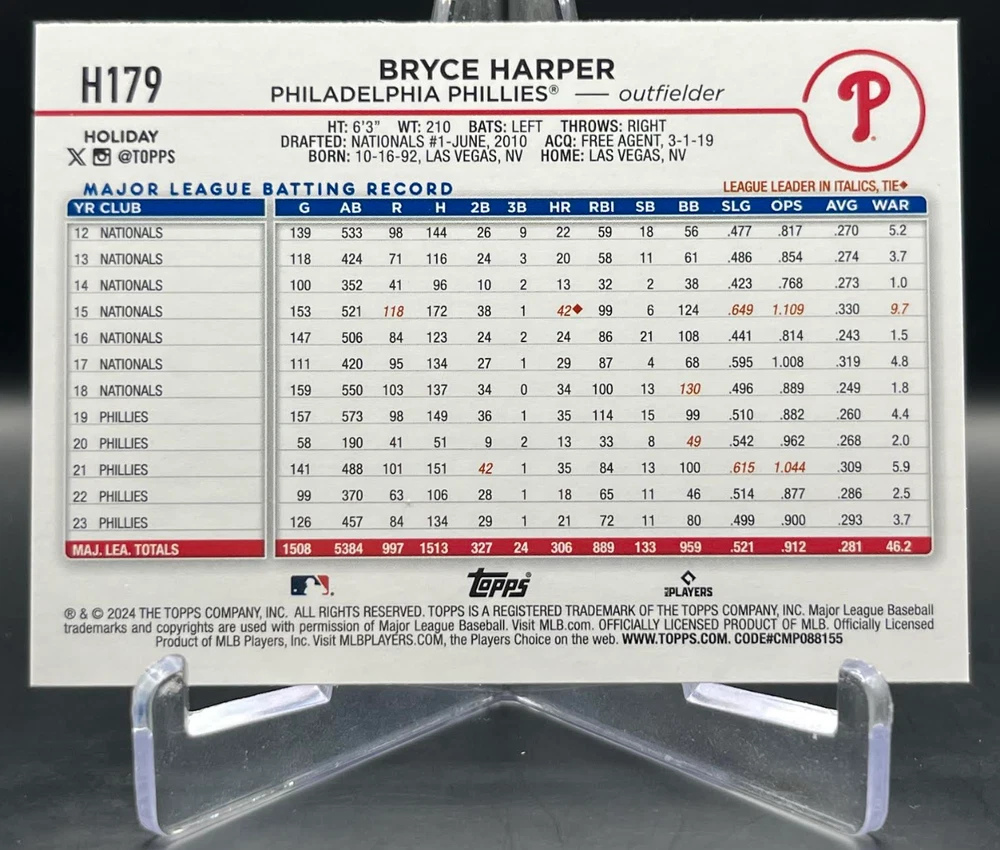 H179
BRYCE HARPER
PHILADELPHIA PHILLIES® — outfielder
P
HOLIDAY
@TOPPS
HT: 6'3" WT: 210 BATS: LEFT THROWS: RIGHT
DRAFTED: NATIONALS #1-JUNE, 2010 ACQ: FREE AGENT, 3-1-19
BORN: 10-16-92, LAS VEGAS, NV HOME: LAS VEGAS, NV
MAJOR LEAGUE BATTING RECORD LEAGUE LEADER IN ITALICS, TIE◆
YR CLUB G AB R H 2B 3B HR RBI SB BB SLG OPS AVG WAR
12 NATIONALS 139 533 98 144 26 9 22 59 18 56 .477 .817 .270 5.2
13 NATIONALS 118 424 71 116 24 3 20 58 11 61 .486 .854 .274 3.7
14 NATIONALS 100 352 41 96 10 2 13 32 2 38 .423 .768 .273 1.0
15 NATIONALS 153 521 118 172 38 1 42◆ 99 6 124 .649 1.109 .330 9.7
16 NATIONALS 147 506 84 123 24 2 24 86 21 108 .441 .814 .243 1.5
17 NATIONALS 111 420 95 134 27 1 29 87 4 68 .595 1.008 .319 4.8
18 NATIONALS 159 550 103 137 34 0 34 100 13 130 .496 .889 .249 1.8
19 PHILLIES 157 573 98 149 36 1 35 114 15 99 .510 .882 .260 4.4
20 PHILLIES 58 190 41 51 9 2 13 33 8 49 .542 .962 .268 2.0
21 PHILLIES 141 488 101 151 42 1 35 84 13 100 .615 1.044 .309 5.9
22 PHILLIES 99 370 63 106 28 1 18 65 11 46 .514 .877 .286 2.5
23 PHILLIES 126 457 84 134 29 1 21 72 11 80 .499 .900 .293 3.7
MAJ. LEA. TOTALS 1508 5384 997 1513 327 24 306 889 133 959 .521 .912 .281 46.2
topps®
PLAYERS
® & © 2024 THE TOPPS COMPANY, INC. ALL RIGHTS RESERVED. TOPPS IS A REGISTERED TRADEMARK OF THE TOPPS COMPANY, INC. Major League Baseball
trademarks and copyrights are used with permission of Major League Baseball. Visit MLB.com. OFFICIALLY LICENSED PRODUCT OF MLB. Officially Licensed
Product of MLB Players, Inc. Visit MLBPLAYERS.COM, the Players Choice on the web. WWW.TOPPS.COM. CODE#CMP088155